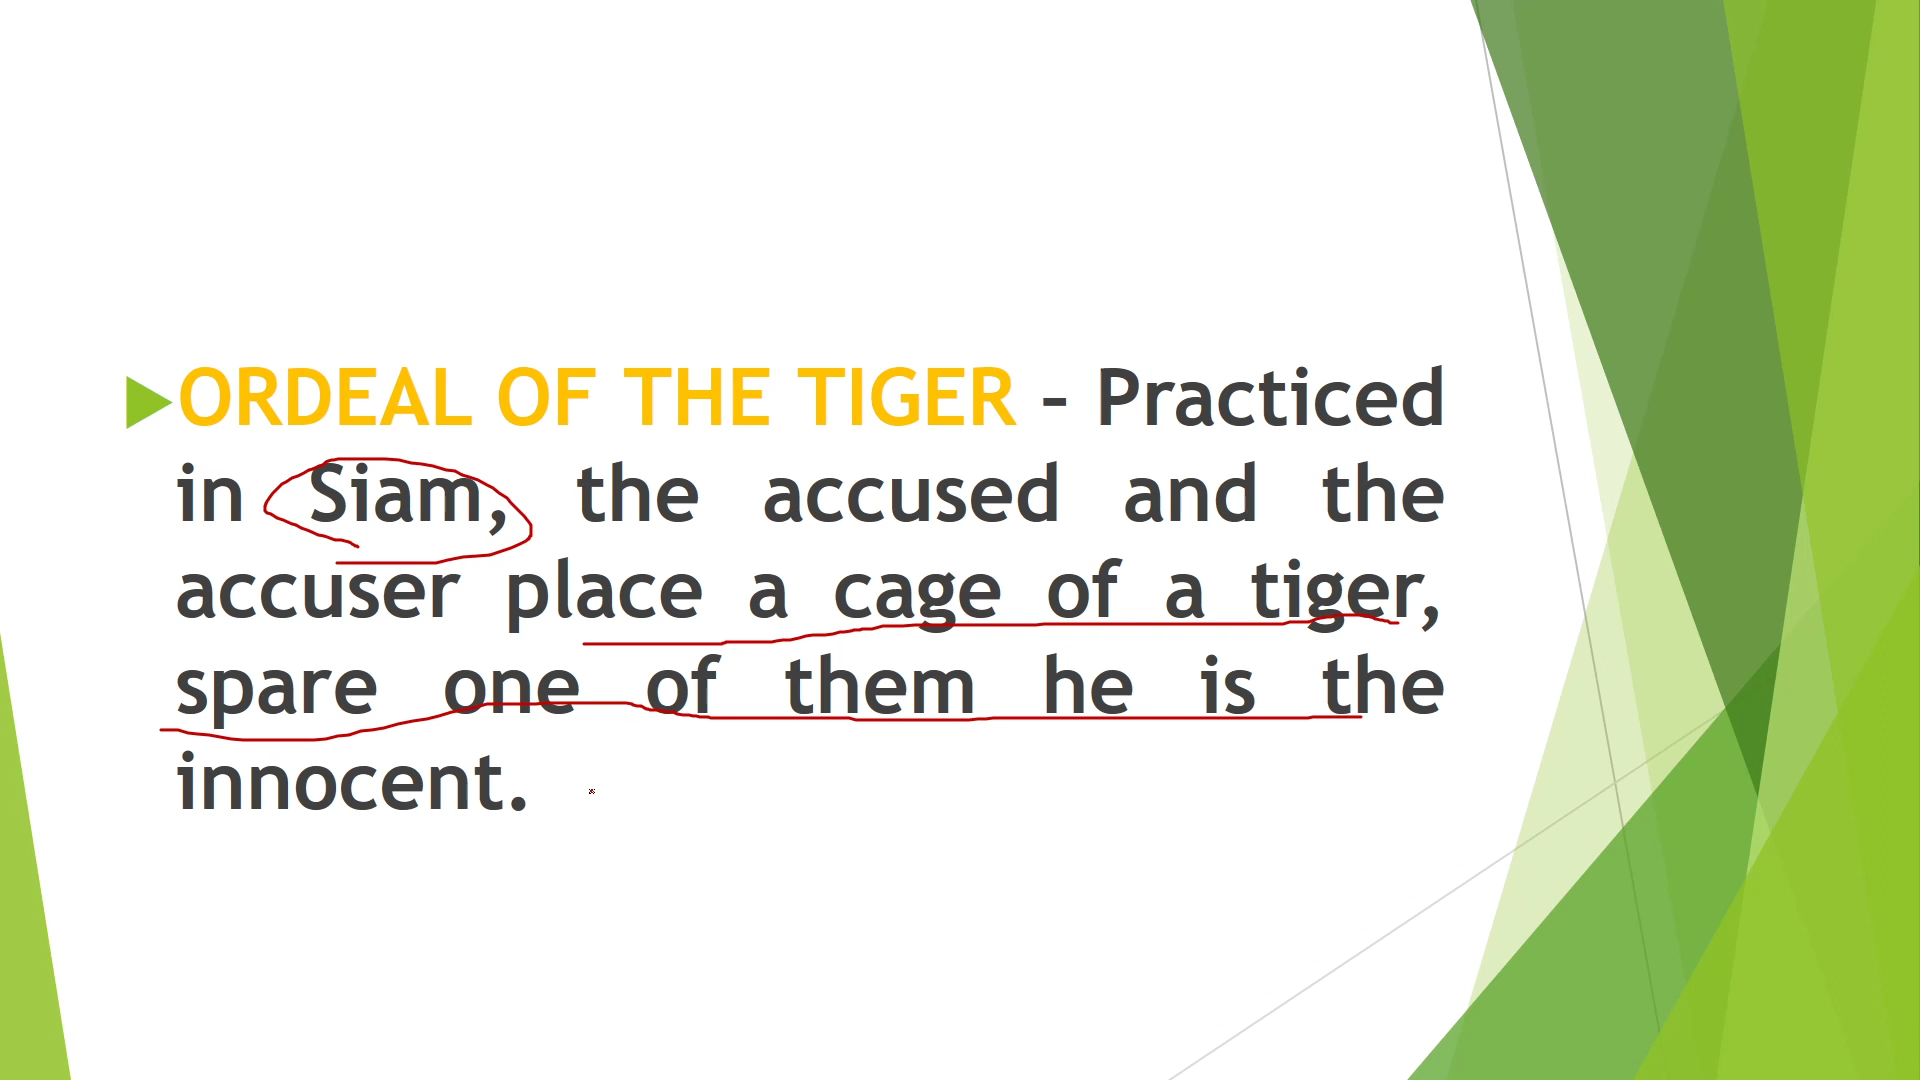 ORDEAL OF THE TIGER - Practiced
in Siam, the accused and the
accuser place a cage of a tiger,
spare one of them he is the
innocent.